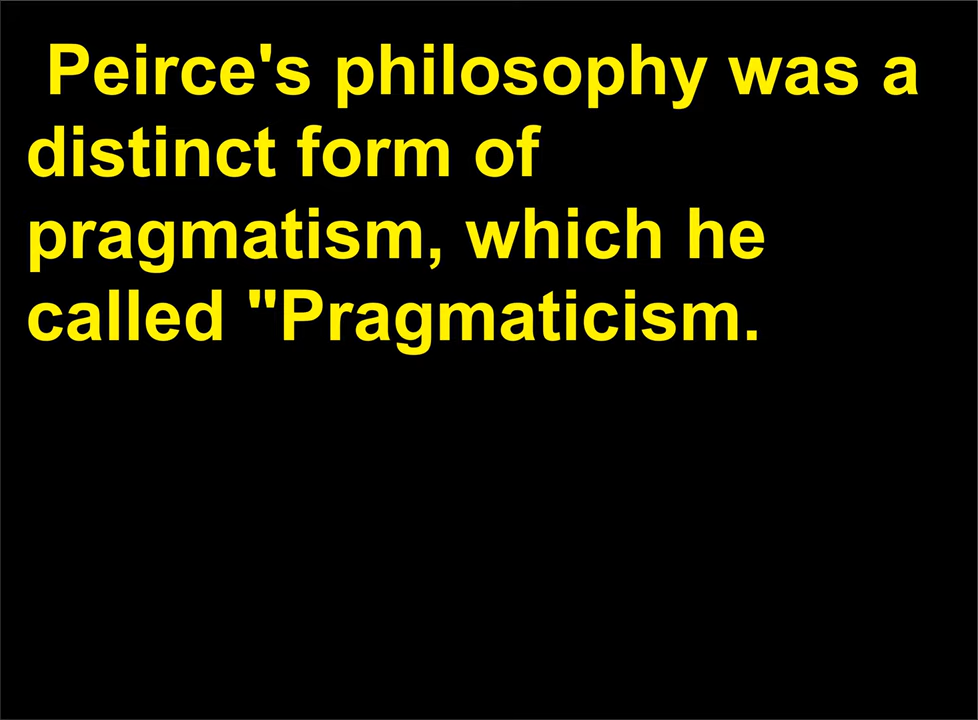 Peirce's philosophy was a
distinct form of
pragmatism, which he
called "Pragmaticism.